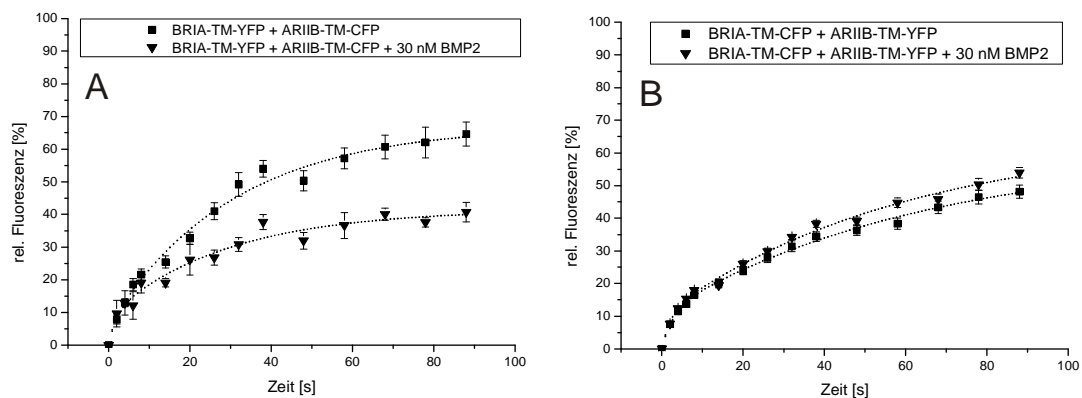 BRIA-TM-YFP + ARIIB-TM-CFP
BRIA-TM-YFP + ARIIB-TM-CFP + 30 nM BMP2
A
rel. Fluoreszenz [%]
100
90
80
70
60
50
40
30
20
10
0
0 20 40 60 80 100
Zeit [s]
BRIA-TM-CFP + ARIIB-TM-YFP
BRIA-TM-CFP + ARIIB-TM-YFP + 30 nM BMP2
B
rel. Fluoreszenz [%]
100
90
80
70
60
50
40
30
20
10
0
0 20 40 60 80 100
Zeit [s]